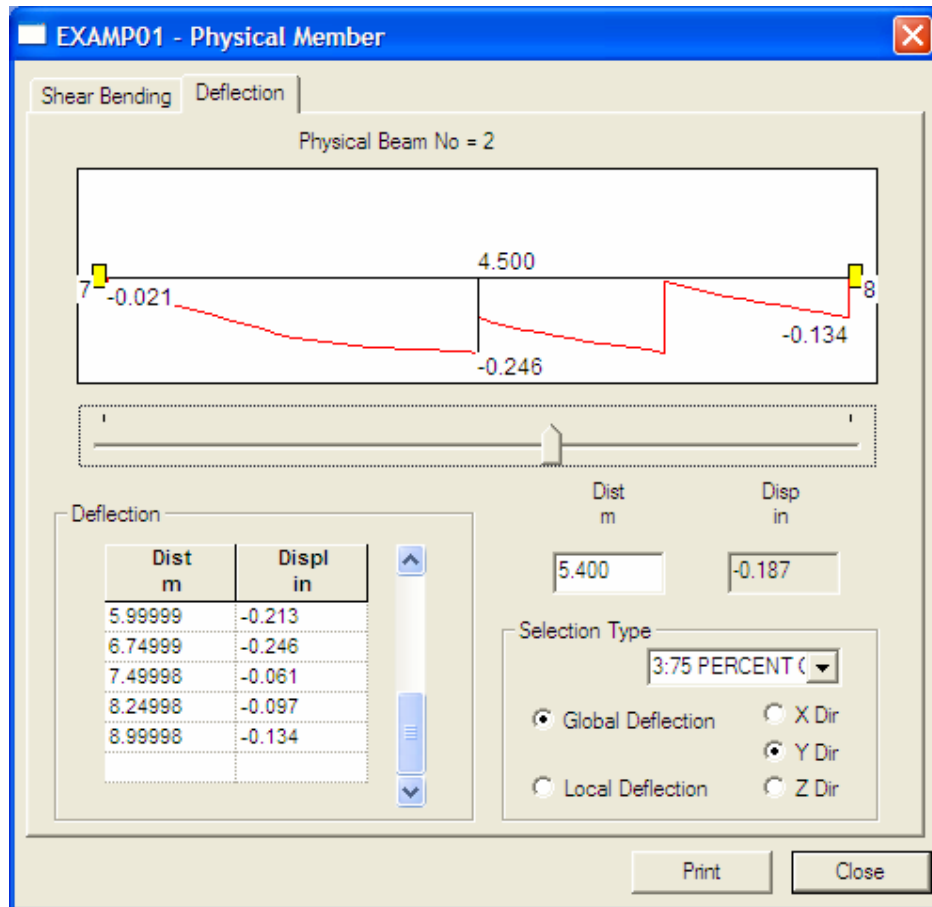 EXAMP01 - Physical Member
Shear Bending
Deflection
Physical Beam No = 2
4.500
7
-0.021
8
-0.134
-0.246
Dist
m
Disp
in
5.400
-0.187
Deflection
Dist Displ
m in
5.99999 -0.213
6.74999 -0.246
7.49998 -0.061
8.24998 -0.097
8.99998 -0.134
Selection Type
3:75 PERCENT (
Global Deflection
X Dir
Y Dir
Local Deflection
Z Dir
Print
Close